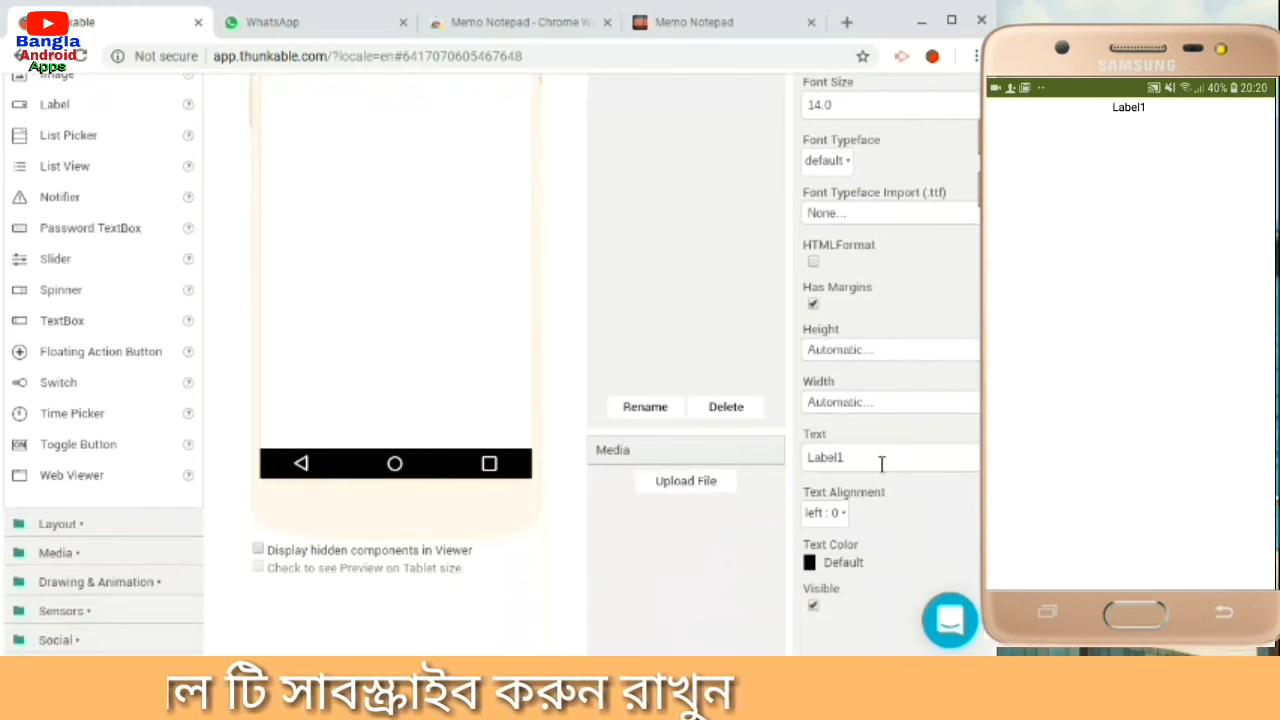 kable
WhatsApp
Memo Notepad - Chrome W
Memo Notepad
Bangla
Android
Apps
Not secure
app.thunkable.com/?locale=en#6417070605467648
SAMSUNG
40%
20:20
Label1
Image
Label
List Picker
List View
Notifier
Password TextBox
Slider
Spinner
TextBox
Floating Action Button
Switch
Time Picker
Toggle Button
Web Viewer
Layout
Media
Drawing & Animation
Sensors
Social
Display hidden components in Viewer
Check to see Preview on Tablet size.
Rename
Delete
Media
Upload File
Font Size
14.0
Font Typeface
default
Font Typeface Import (.ttf)
None...
HTMLFormat
Has Margins
Height
Automatic...
Width
Automatic...
Text
Label1
Text Alignment
left : 0
Text Color
Default
Visible
ল টি সাবস্ক্রাইব করুন রাখুন